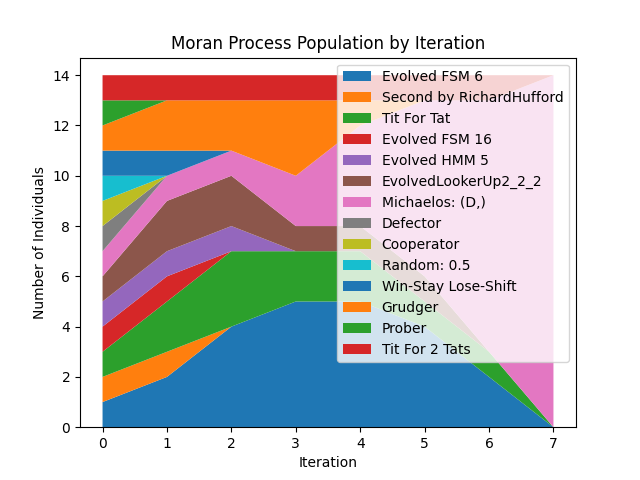 Moran Process Population by Iteration
Number of Individuals
14
12
10
8
6
4
2
0
Evolved FSM 6
Second by RichardHufford
Tit For Tat
Evolved FSM 16
Evolved HMM 5
EvolvedLookerUp2_2_2
Michaelos: (D,)
Defector
Cooperator
Random: 0.5
Win-Stay Lose-Shift
Grudger
Prober
Tit For 2 Tats
0 1 2 3 4 5 6 7
Iteration